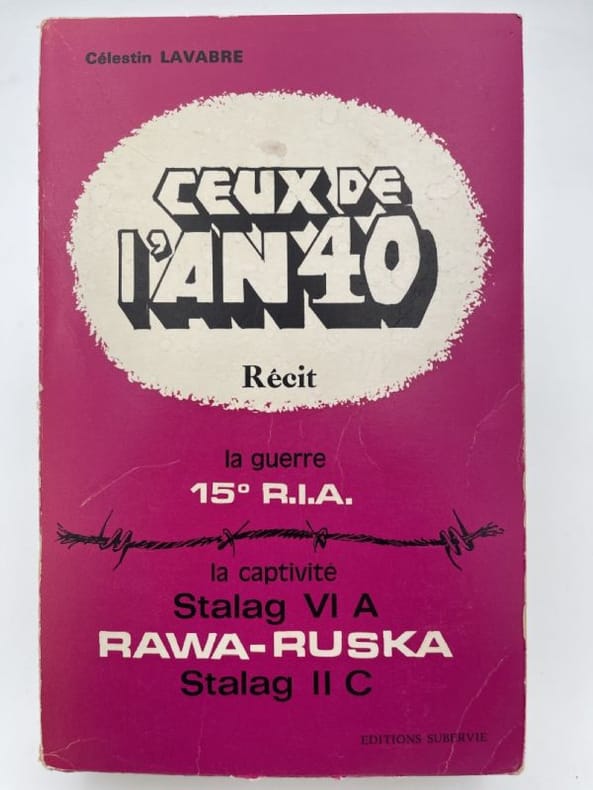 Célestin LAVABRE
CEUX DE
l'AN 40
Récit
la guerre
15º R.I.A.
la captivité
Stalag VI A
RAWA-RUSKA
Stalag II C
EDITIONS SUBERVIE